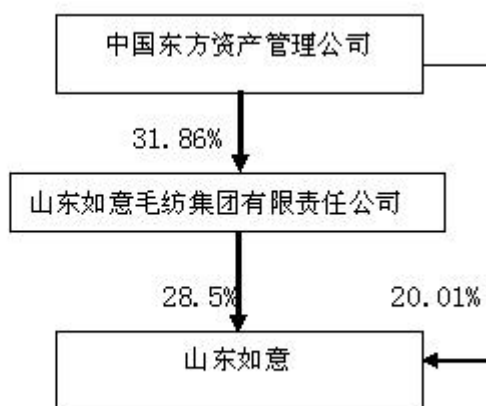 中国东方资产管理公司
31.86%
山东如意毛纺集团有限责任公司
28.5%
20.01%
山东如意